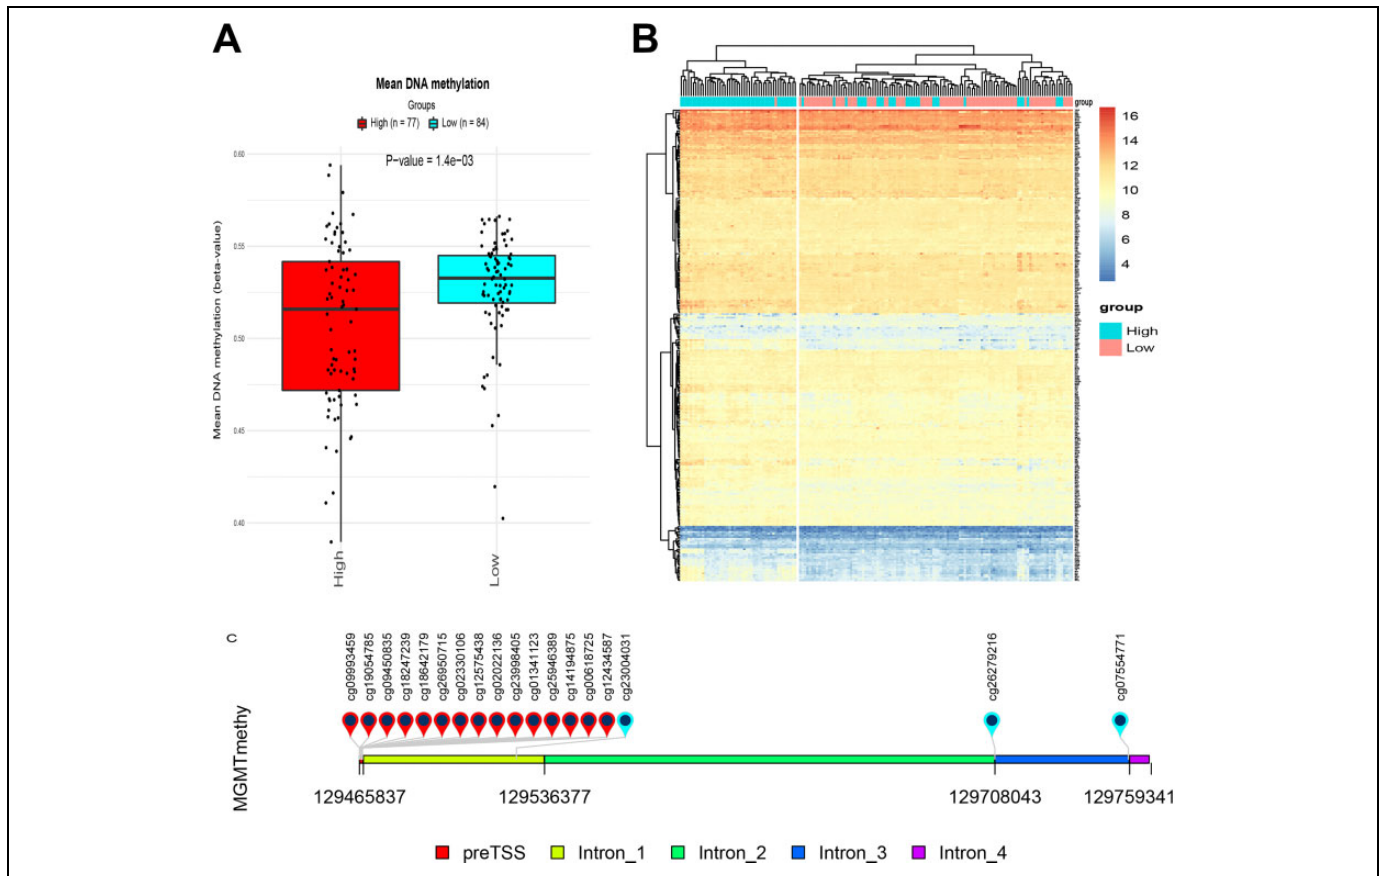 A
Mean DNA methylation
Groups
High (n = 77) Low (n = 84)
P-value = 1.4e-03
Mean DNA methylation (beta-value)
0.60
0.55
0.50
0.45
0.40
High
Low
B
group
16
14
12
10
8
6
4
group
High
Low
C
cg09993459
cg19054785
cg09450835
cg18247239
cg18642179
cg26950715
cg02330106
cg12575438
cg02022136
cg23998405
cg01341123
cg25946389
cg14194875
cg00618725
cg12434587
cg23004031
cg26279216
cg07554771
MGMTmethy
129465837
129536377
129708043
129759341
preTSS Intron_1 Intron_2 Intron_3 Intron_4